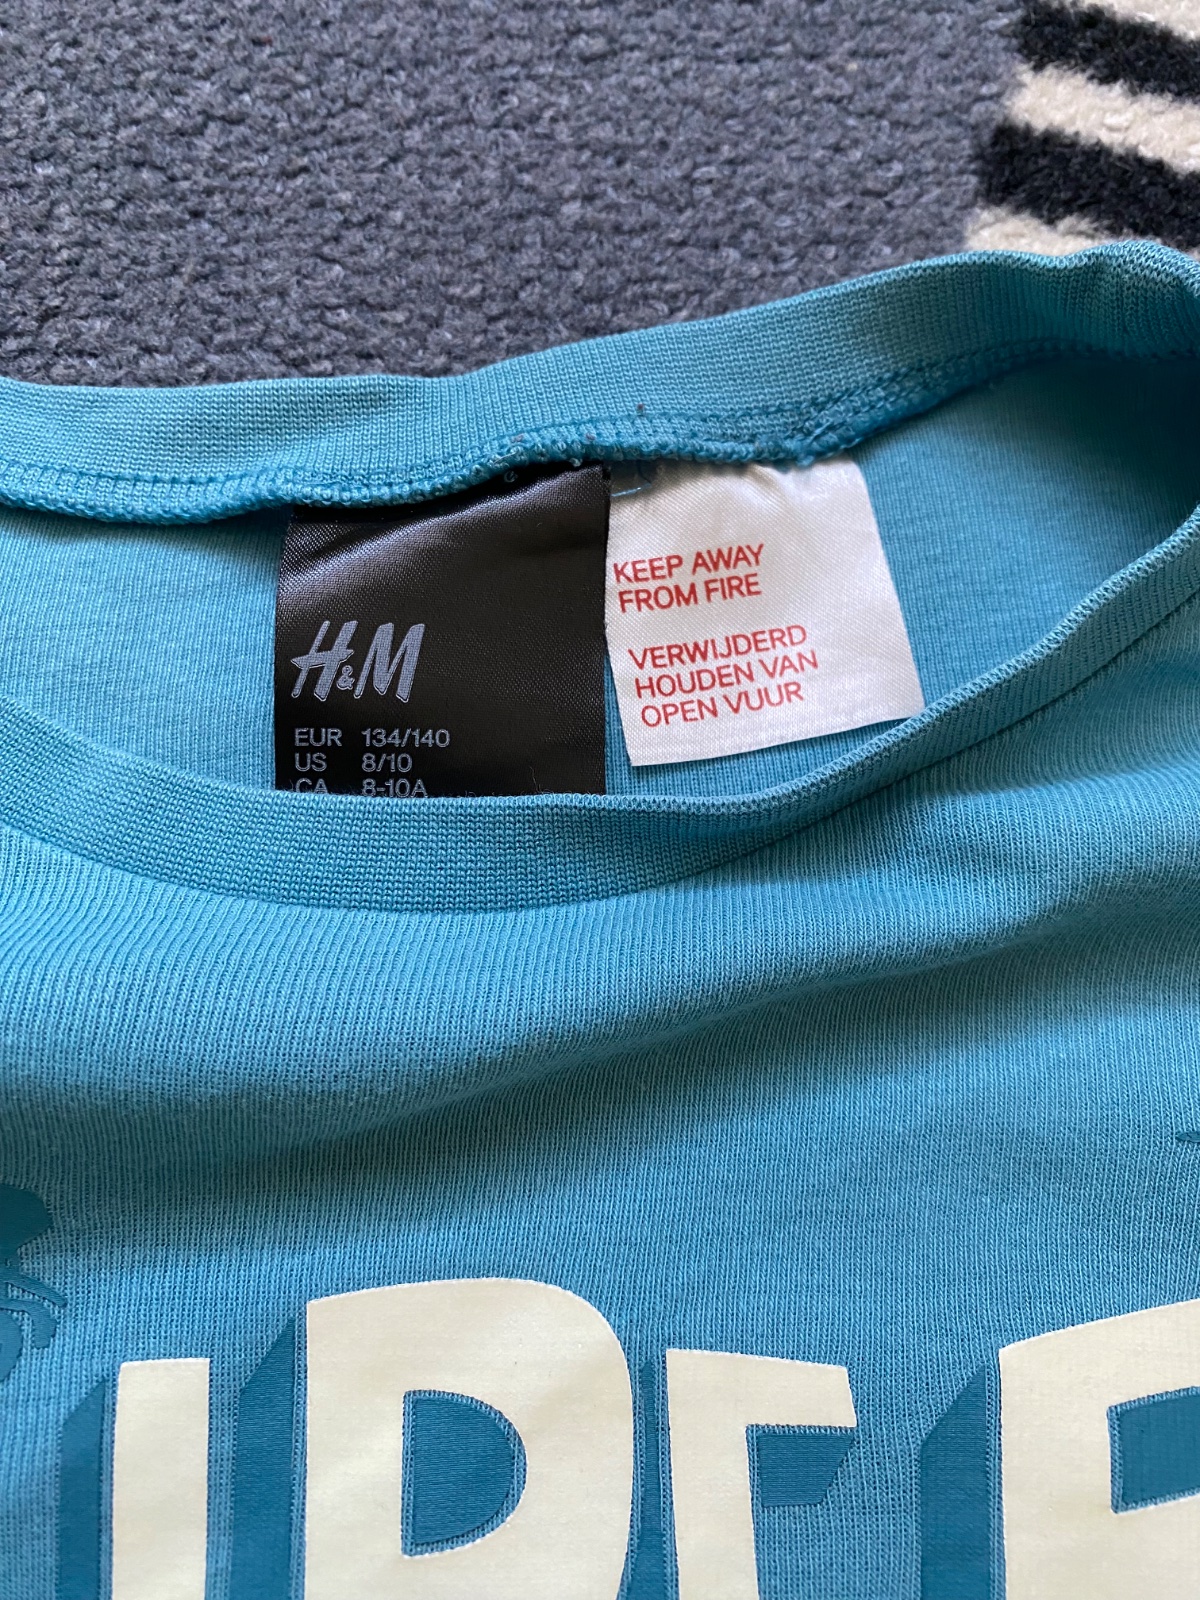 H&M
EUR 134/140
US 8/10
CA 8-10A
KEEP AWAY
FROM FIRE
VERWIJDERD
HOUDEN VAN
OPEN VUUR